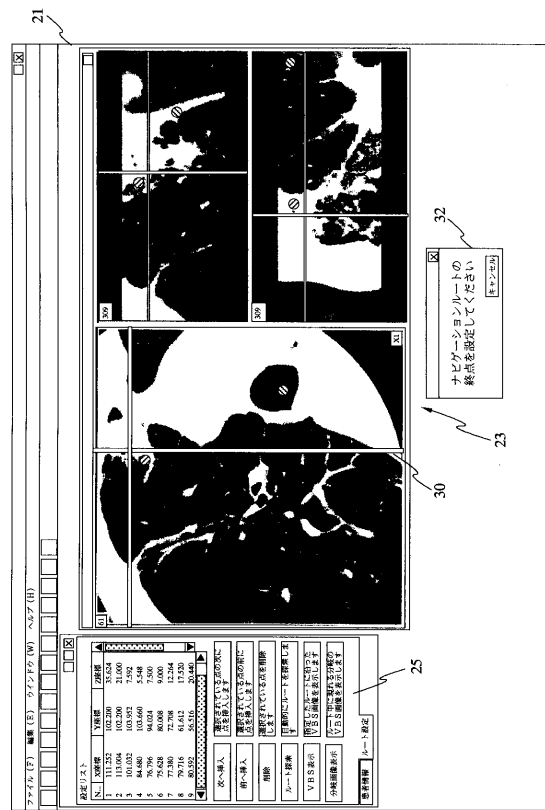 21
ファイル (F) 編集 (E) ウインドウ (W) ヘルプ (H)
設定リスト
N... X座標 Y座標 Z座標
1 111.252 102.200 35.624
2 113.004 102.200 21.000
3 101.032 103.952 7.592
4 84.680 103.660 5.548
5 76.796 94.024 7.500
6 75.628 80.008 9.000
7 77.380 72.708 12.264
8 79.716 61.612 17.520
9 80.592 56.516 20.440
次へ挿入
選択されている点の次に
点を挿入します
前へ挿入
選択されている点の前に
点を挿入します
削除
選択されている点を削除
します
ルート探索
自動的にルートを探索しま
す
VBS表示
指定したルートに沿った
VBS画像を表示します
分岐画像表示
ルート中に現れる分岐の
VBS画像を表示します
患者情報 ルート設定
25
61
X1
309
309
30
23
32
ナビゲーションルートの
終点を設定してください
キャンセル